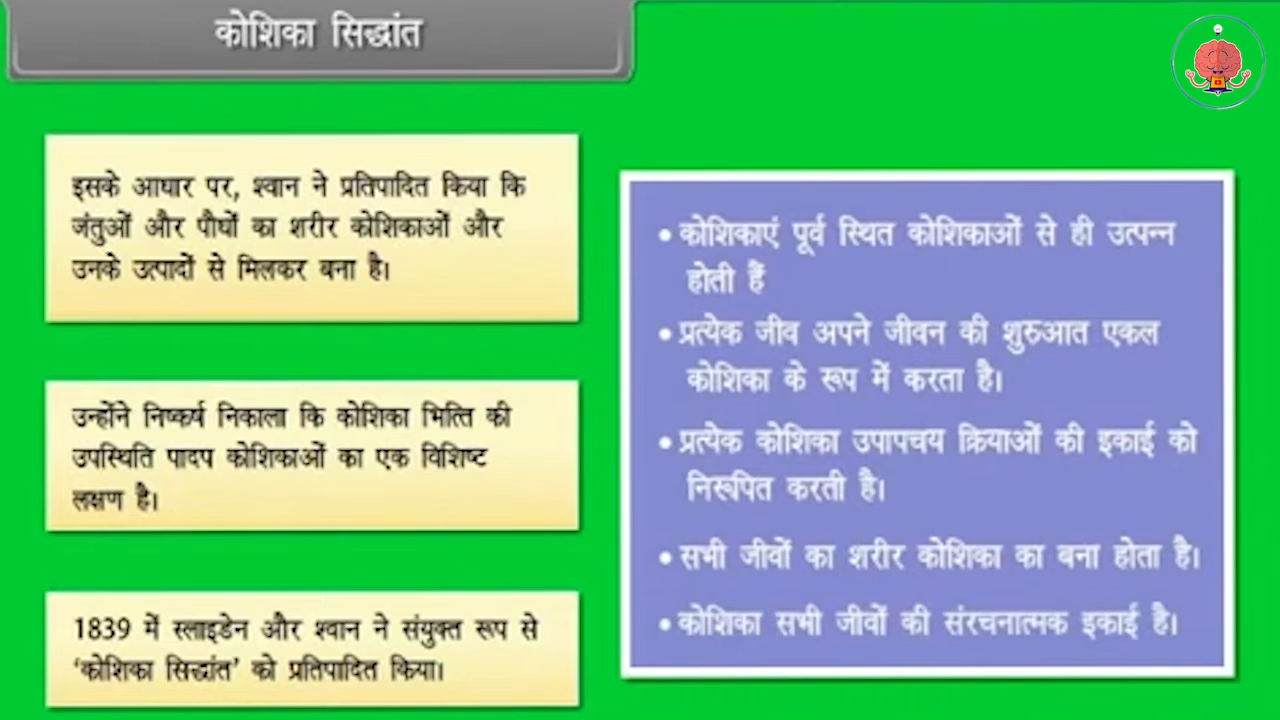 कोशिका सिद्धांत
इसके आधार पर, श्वान ने प्रतिपादित किया कि
जंतुओं और पौधों का शरीर कोशिकाओं और
उनके उत्पादों से मिलकर बना है।
उन्होंने निष्कर्ष निकाला कि कोशिका भित्ति की
उपस्थिति पादप कोशिकाओं का एक विशिष्ट
लक्षण है।
1839 में स्लाइडेन और श्वान ने संयुक्त रूप से
‘कोशिका सिद्धांत’ को प्रतिपादित किया।
• कोशिकाएं पूर्व स्थित कोशिकाओं से ही उत्पन्न
होती हैं
• प्रत्येक जीव अपने जीवन की शुरुआत एकल
कोशिका के रूप में करता है।
• प्रत्येक कोशिका उपापचय क्रियाओं की इकाई को
निरूपित करती है।
• सभी जीवों का शरीर कोशिका का बना होता है।
• कोशिका सभी जीवों की संरचनात्मक इकाई है।